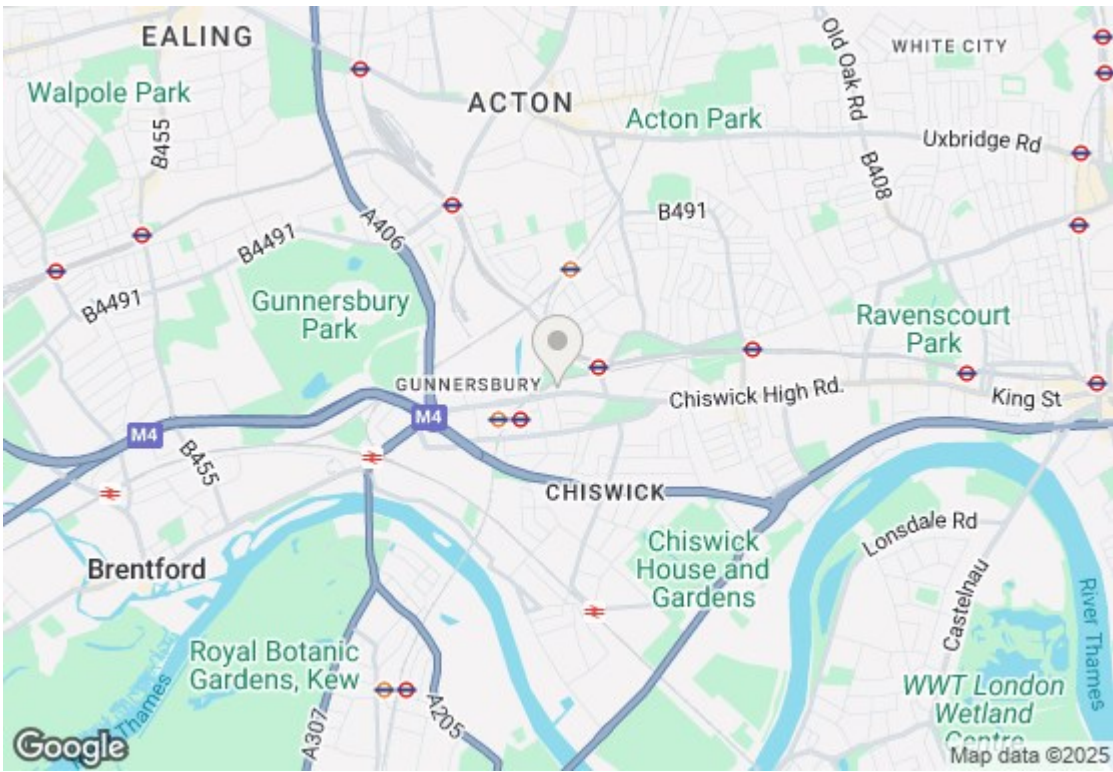 EALING
WHITE CITY
Old Oak Rd
Walpole Park
B455
ACTON
Acton Park
Uxbridge Rd
B408
A406
B491
B4491
B4491
Gunnersbury
Park
Ravenscourt
Park
GUNNERSBURY
Chiswick High Rd.
King St
M4
M4
B455
CHISWICK
Lonsdale Rd
Brentford
Chiswick
House and
Gardens
Castelnau
River Thames
Royal Botanic
Gardens, Kew
Thames
A307
A205
WWT London
Wetland
Centre
Google
Map data ©2025